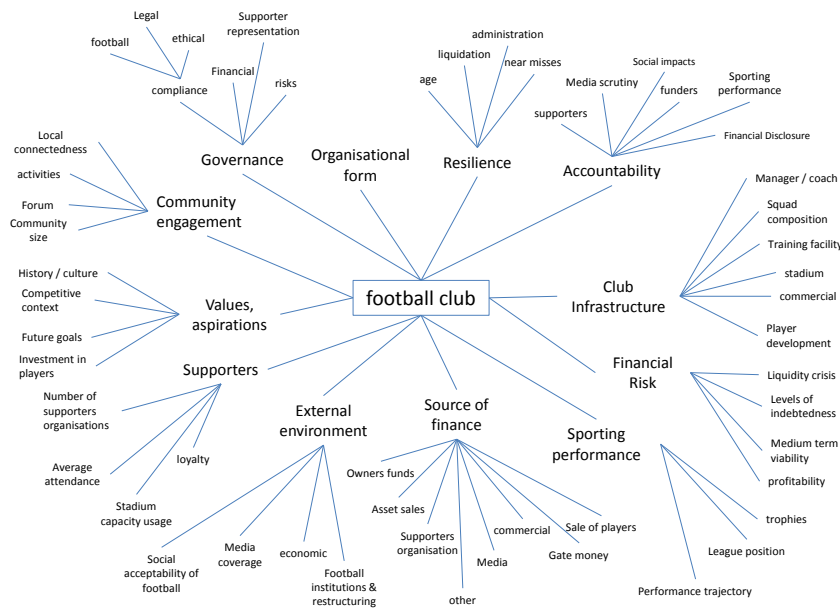 Legal
football
ethical
compliance
Supporter
representation
Financial
risks
Governance
Organisational
form
administration
liquidation
near misses
age
Resilience
Social impacts
Media scrutiny
funders
Sporting
performance
supporters
Financial Disclosure
Accountability
Local
connectedness
activities
Forum
Community
size
Community
engagement
Manager / coach
Squad
composition
Training facility
stadium
commercial
Player
development
Club
Infrastructure
football club
History / culture
Competitive
context
Future goals
Investment in
players
Values,
aspirations
Financial
Risk
Liquidity crisis
Levels of
indebtedness
Medium term
viability
profitability
Supporters
Number of
supporters
organisations
Average
attendance
Stadium
capacity usage
loyalty
External
environment
Social
acceptability of
football
Media
coverage
economic
Football
institutions &
restructuring
Source of
finance
Owners funds
Asset sales
Supporters
organisation
other
Media
commercial
Gate money
Sale of players
Sporting
performance
trophies
League position
Performance trajectory